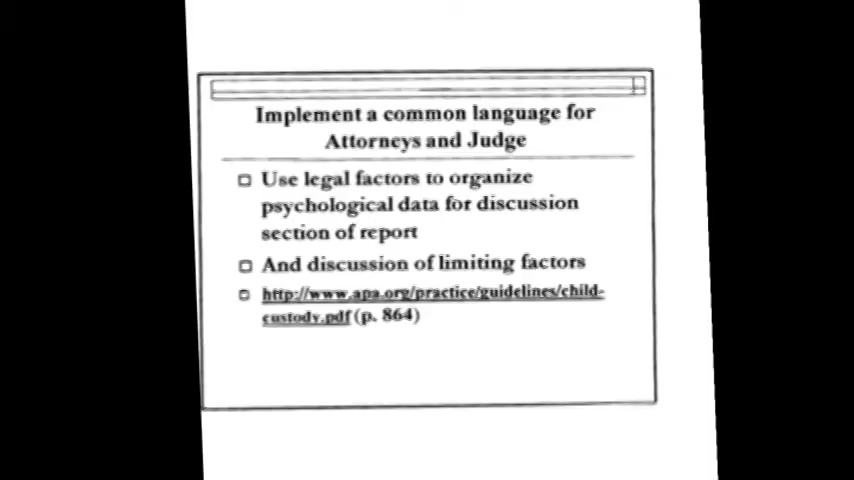 Implement a common language for
Attorneys and Judge
Use legal factors to organize
psychological data for discussion
section of report
And discussion of limiting factors
http://www.apa.org/practice/guidelines/child-
custody.pdf (p. 864)